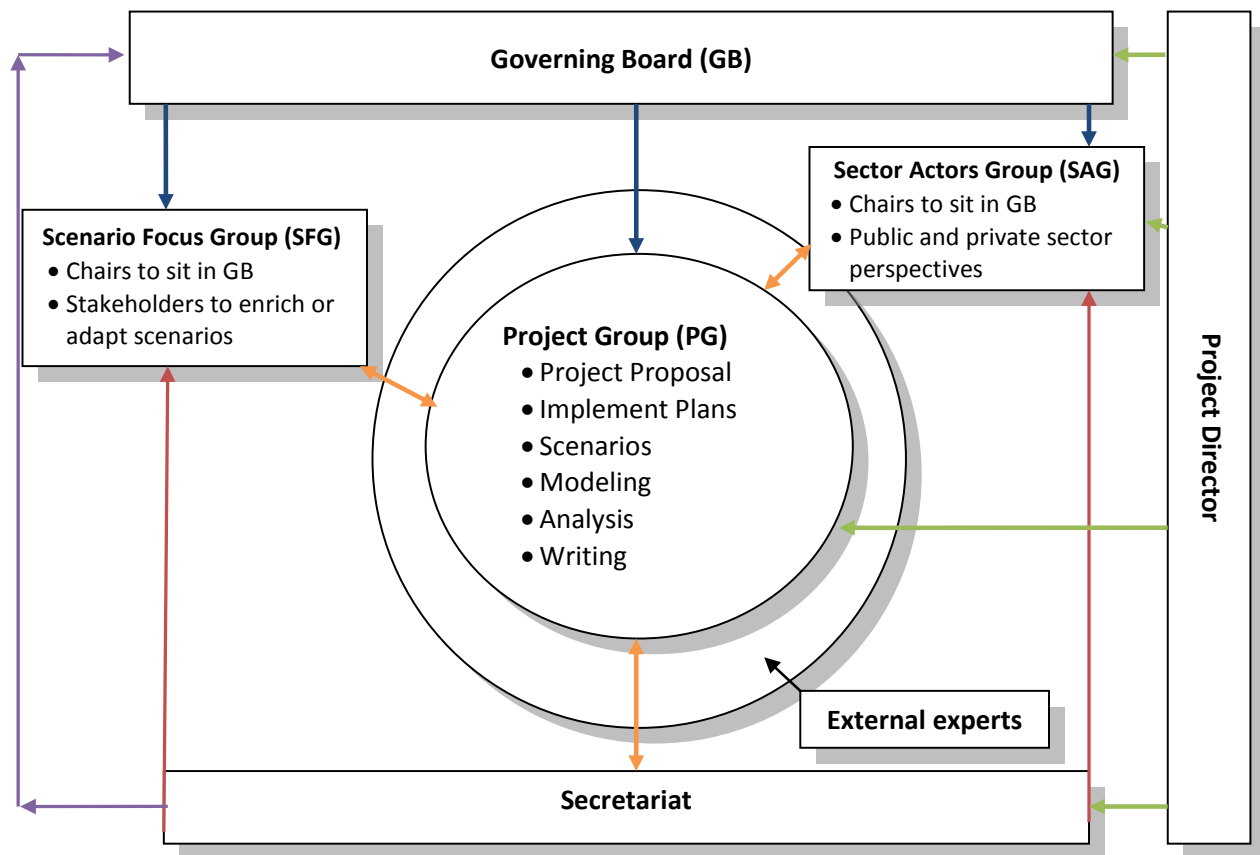 Governing Board (GB)
Sector Actors Group (SAG)
• Chairs to sit in GB
• Public and private sector
perspectives
Scenario Focus Group (SFG)
• Chairs to sit in GB
• Stakeholders to enrich or
adapt scenarios
Project Group (PG)
• Project Proposal
• Implement Plans
• Scenarios
• Modeling
• Analysis
• Writing
Project Director
External experts
Secretariat